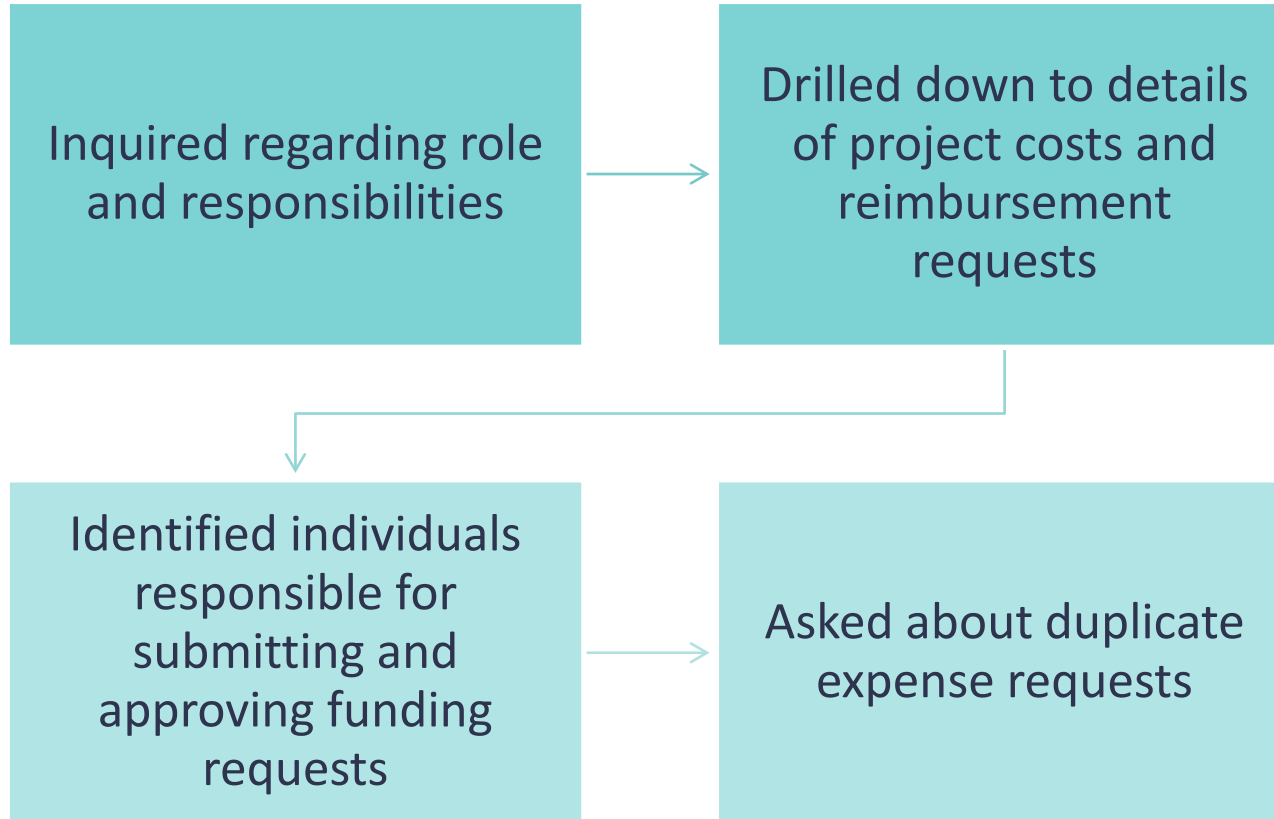 Inquired regarding role
and responsibilities
Drilled down to details
of project costs and
reimbursement
requests
Identified individuals
responsible for
submitting and
approving funding
requests
Asked about duplicate
expense requests